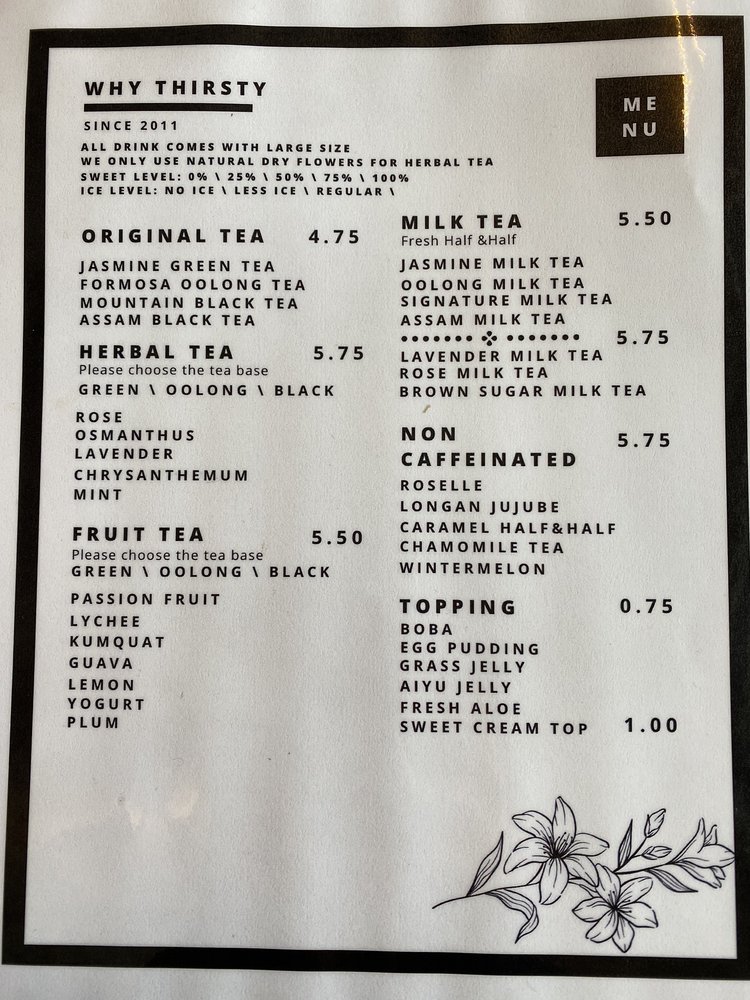 WHY THIRSTY
SINCE 2011
ALL DRINK COMES WITH LARGE SIZE
WE ONLY USE NATURAL DRY FLOWERS FOR HERBAL TEA
SWEET LEVEL: 0% \ 25% \ 50% \ 75% \ 100%
ICE LEVEL: NO ICE \ LESS ICE \ REGULAR \
ME
NU
ORIGINAL TEA 4.75
JASMINE GREEN TEA
FORMOSA OOLONG TEA
MOUNTAIN BLACK TEA
ASSAM BLACK TEA
HERBAL TEA 5.75
Please choose the tea base
GREEN \ OOLONG \ BLACK
ROSE
OSMANTHUS
LAVENDER
CHRYSANTHEMUM
MINT
FRUIT TEA 5.50
Please choose the tea base
GREEN \ OOLONG \ BLACK
PASSION FRUIT
LYCHEE
KUMQUAT
GUAVA
LEMON
YOGURT
PLUM
MILK TEA 5.50
Fresh Half &Half
JASMINE MILK TEA
OOLONG MILK TEA
SIGNATURE MILK TEA
ASSAM MILK TEA
5.75
LAVENDER MILK TEA
ROSE MILK TEA
BROWN SUGAR MILK TEA
NON 5.75
CAFFEINATED
ROSELLE
LONGAN JUJUBE
CARAMEL HALF&HALF
CHAMOMILE TEA
WINTERMELON
TOPPING 0.75
BOBA
EGG PUDDING
GRASS JELLY
AIYU JELLY
FRESH ALOE
SWEET CREAM TOP 1.00